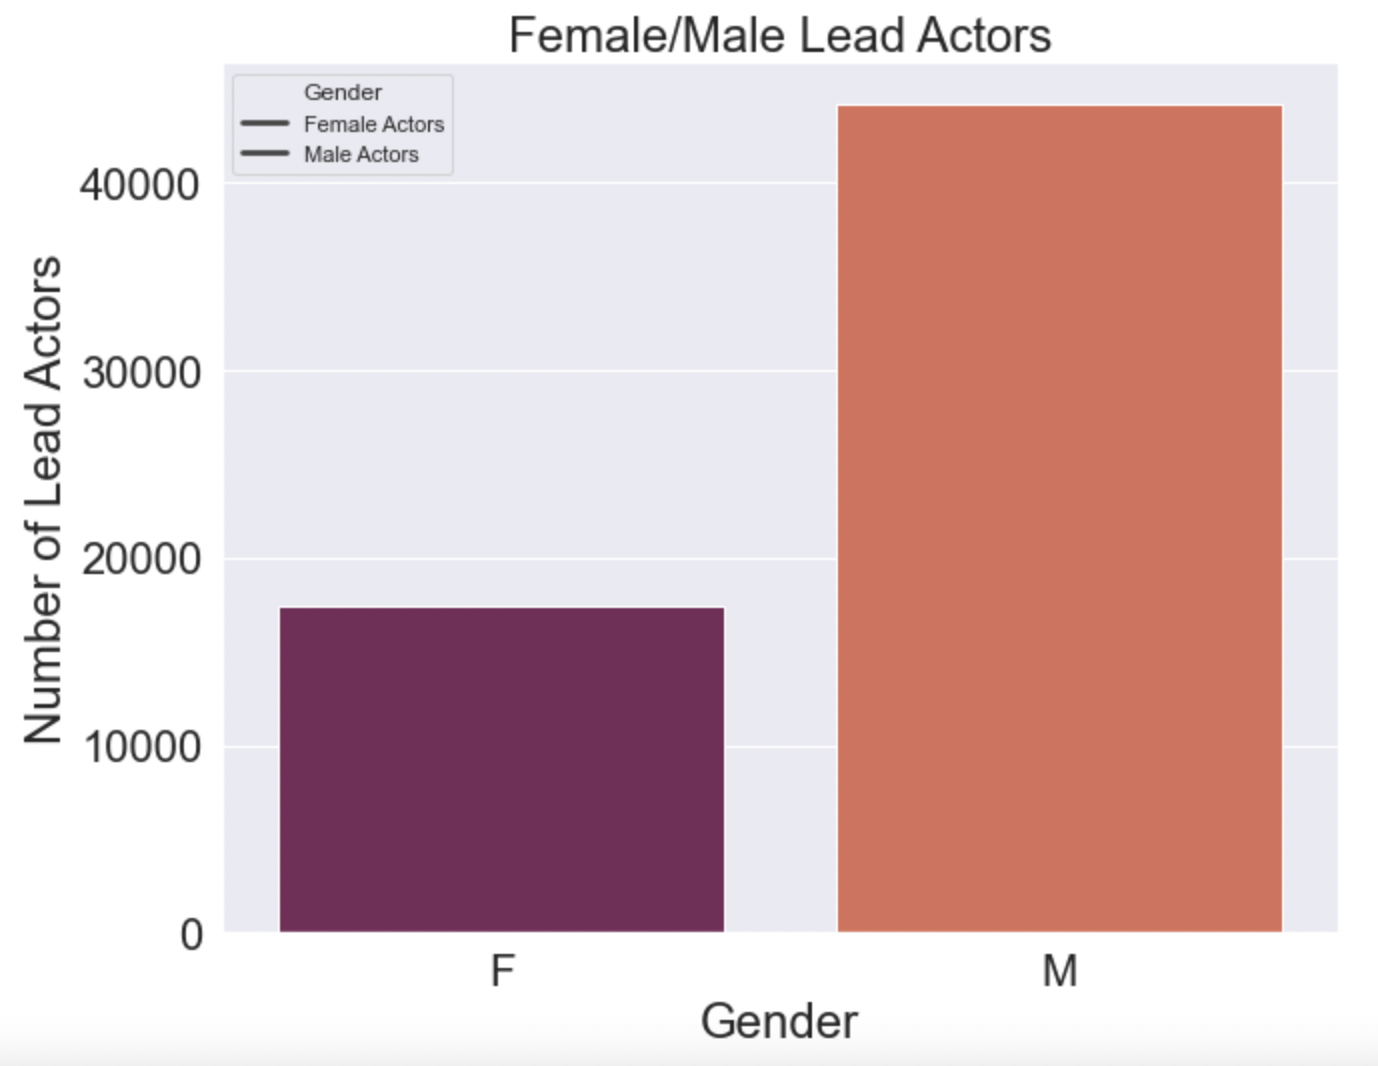 Female/Male Lead Actors
Gender
Female Actors
Male Actors
40000
30000
20000
10000
0
Number of Lead Actors
F
M
Gender